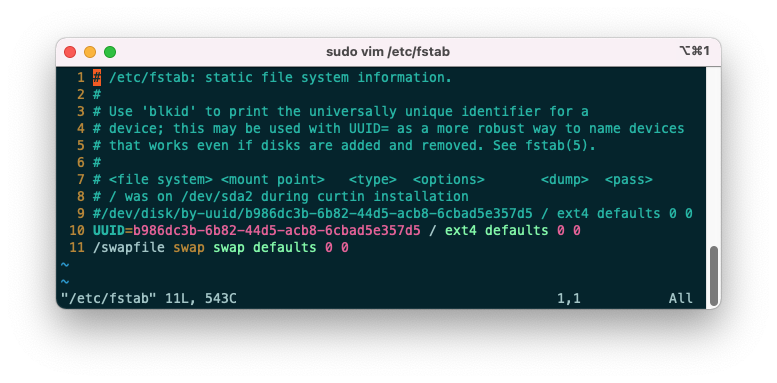 sudo vim /etc/fstab
⌥⌘1
1 # /etc/fstab: static file system information.
2 #
3 # Use 'blkid' to print the universally unique identifier for a
4 # device; this may be used with UUID= as a more robust way to name devices
5 # that works even if disks are added and removed. See fstab(5).
6 #
7 # <file system> <mount point>   <type>  <options>       <dump>  <pass>
8 # / was on /dev/sda2 during curtin installation
9 #/dev/disk/by-uuid/b986dc3b-6b82-44d5-acb8-6cbad5e357d5 / ext4 defaults 0 0
10 UUID=b986dc3b-6b82-44d5-acb8-6cbad5e357d5 / ext4 defaults 0 0
11 /swapfile swap swap defaults 0 0
~
~
"/etc/fstab" 11L, 543C 1,1 All